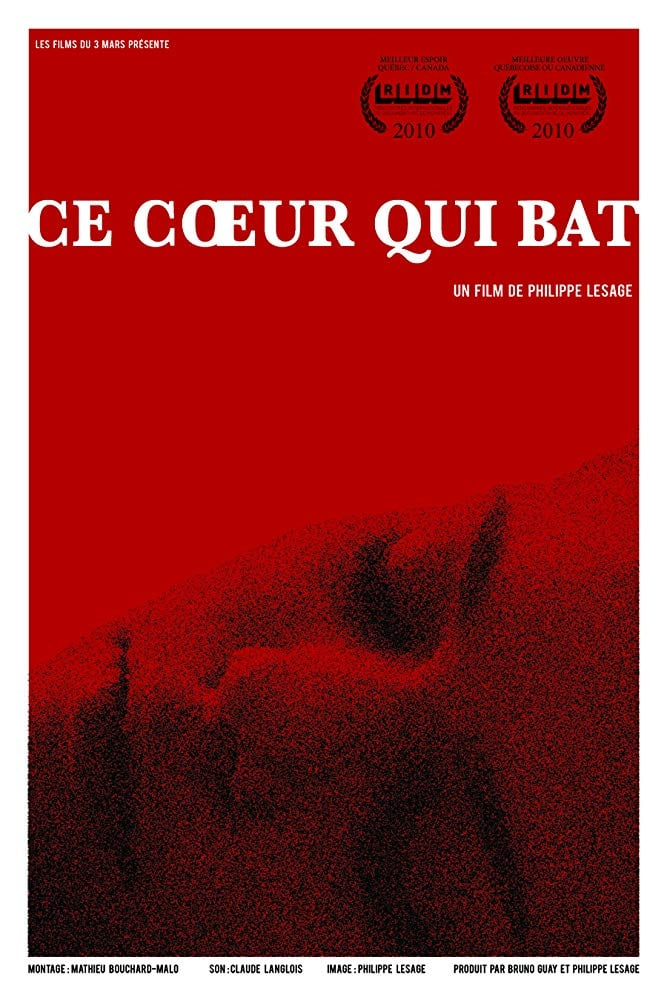 LES FILMS DU 3 MARS PRÉSENTE
MEILLEUR ESPOIR
QUÉBEC / CANADA
RIDM
2010
MEILLEURE OEUVRE
QUÉBÉCOISE OU CANADIENNE
RIDM
2010
CE CŒUR QUI BAT
UN FILM DE PHILIPPE LESAGE
MONTAGE : MATHIEU BOUCHARD-MALO SON : CLAUDE LANGLOIS IMAGE : PHILIPPE LESAGE PRODUIT PAR BRUNO GUAY ET PHILIPPE LESAGE